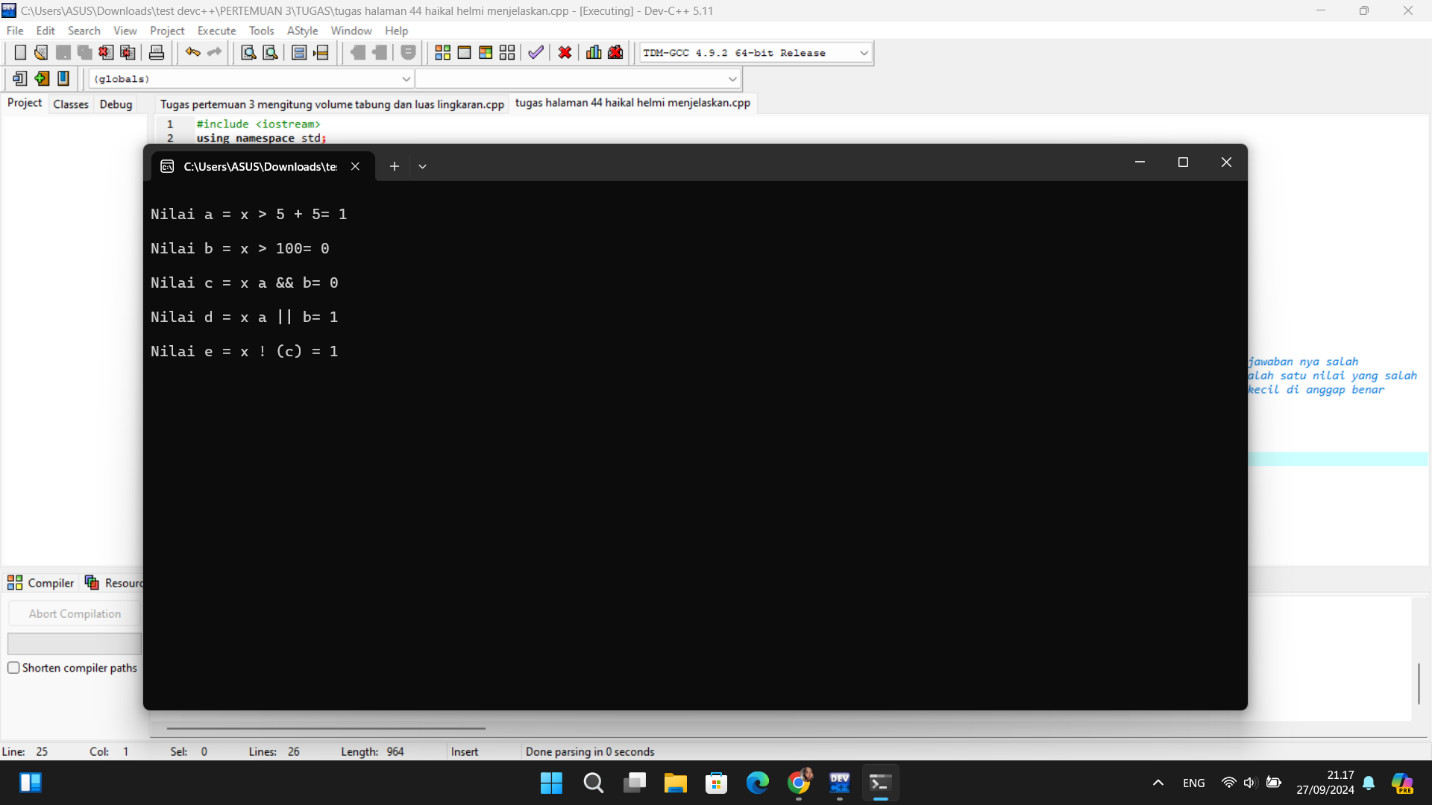 C:\Users\ASUS\Downloads\test devc++\PERTEMUAN 3\TUGAS\tugas halaman 44 menjelaskan.cpp - [Executing] - Dev-C++ 5.11
File Edit Search View Project Execute Tools AStyle Window Help
TDM-GCC 4.9.2 64-bit Release
(globals)
Project Classes Debug
Tugas pertemuan 3 mengitung volume tabung dan luas lingkaran.cpp tugas halaman 44 haikal helmi menjelaskan.cpp
1 #include <iostream>
2 using namespace std;
C:\Users\ASUS\Downloads\te
Nilai a = x > 5 + 5= 1
Nilai b = x > 100= 0
Nilai c = x a && b= 0
Nilai d = x a || b= 1
Nilai e = x ! (c) = 1
jawaban nya salah
alah satu nilai yang salah
kecil di anggap benar
Compiler Resourc
Abort Compilation
Shorten compiler paths
Line: 25 Col: 1 Sel: 0 Lines: 26 Length: 964 Insert Done parsing in 0 seconds
DEV
ENG
21.17
27/09/2024
PRE